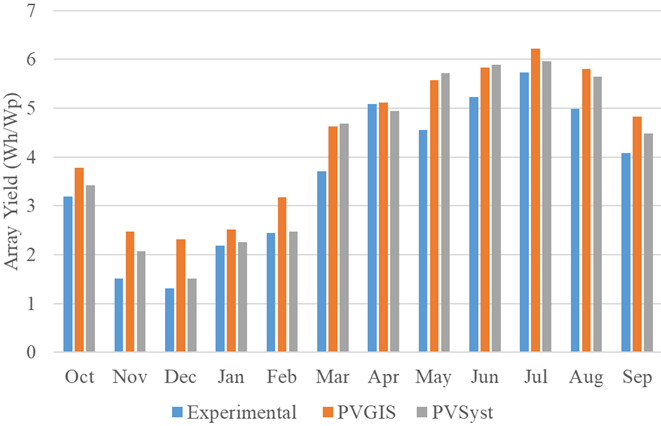 7
6
5
4
3
2
1
0
Array Yield (Wh/Wp)
Oct Nov Dec Jan Feb Mar Apr May Jun Jul Aug Sep
Experimental PVGIS PVSyst